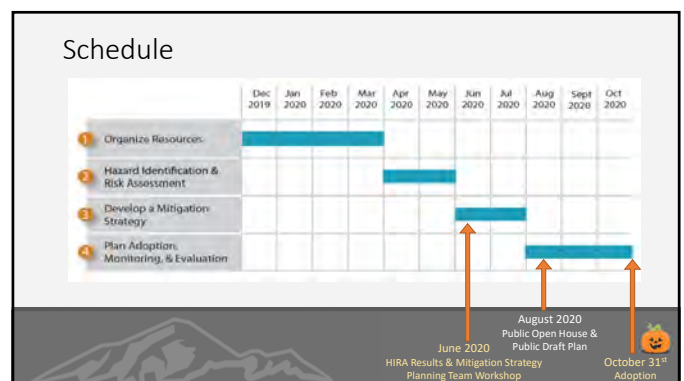 Schedule
Dec 2019
Jan 2020
Feb 2020
Mar 2020
Apr 2020
May 2020
Jun 2020
Jul 2020
Aug 2020
Sept 2020
Oct 2020
1 Organize Resources
2 Hazard Identification &
Risk Assessment
3 Develop a Mitigation
Strategy
4 Plan Adoption,
Monitoring, & Evaluation
August 2020
Public Open House &
Public Draft Plan
June 2020
HIRA Results & Mitigation Strategy
Planning Team Workshop
October 31st
Adoption